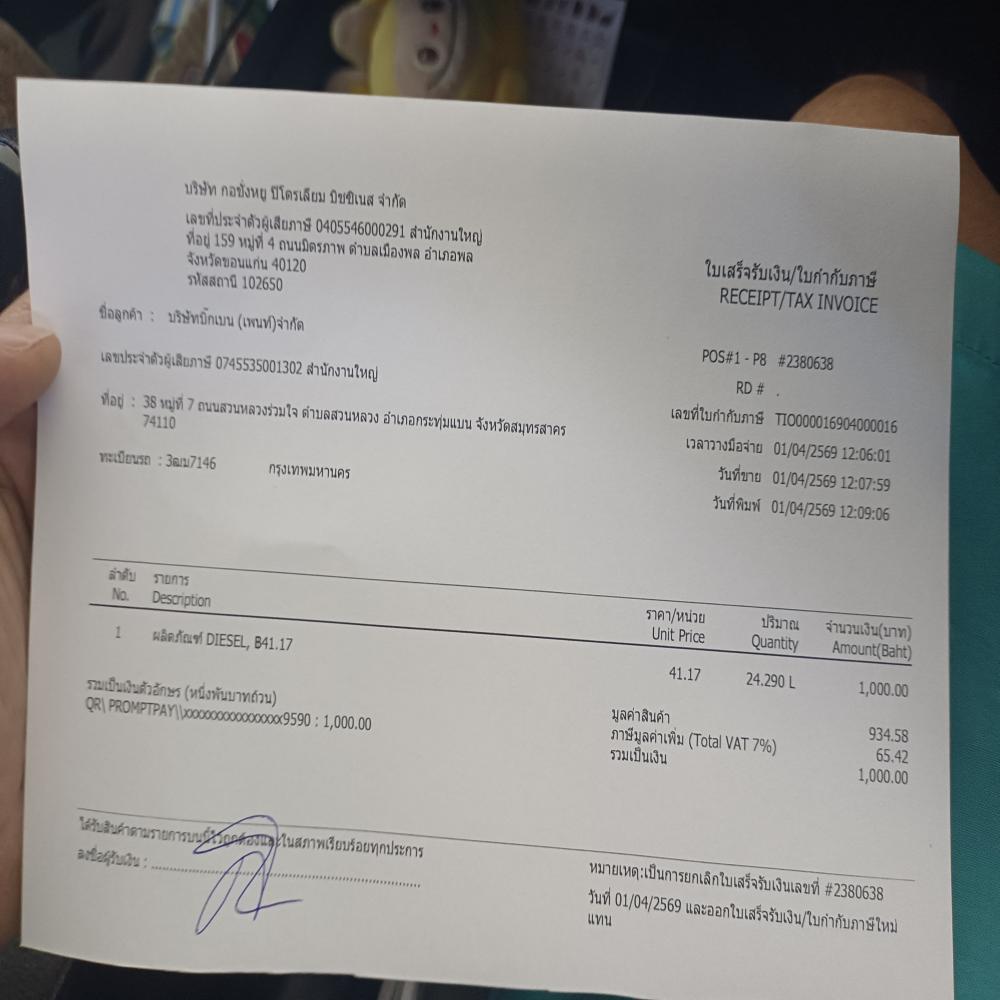 บริษัท กอชั่งหยู ปิโตรเลียม บิซซิเนส จำกัด
เลขที่ประจำตัวผู้เสียภาษี 0405546000291 สำนักงานใหญ่
ที่อยู่ 159 หมู่ที่ 4 ถนนมิตรภาพ ตำบลเมืองพล อำเภอพล
จังหวัดขอนแก่น 40120
รหัสสถานี 102650
ใบเสร็จรับเงิน/ใบกำกับภาษี
RECEIPT/TAX INVOICE
ชื่อลูกค้า : บริษัทบิ๊กเบน (เพนท์)จำกัด
เลขประจำตัวผู้เสียภาษี 0745535001302 สำนักงานใหญ่
ที่อยู่ : 38 หมู่ที่ 7 ถนนสวนหลวงร่วมใจ ตำบลสวนหลวง อำเภอกระทุ่มแบน จังหวัดสมุทรสาคร
74110
ทะเบียนรถ : 3ฒม7146 กรุงเทพมหานคร
POS#1 - P8 #2380638
RD # .
เลขที่ใบกำกับภาษี TIO000016904000016
เวลาวางมือจ่าย 01/04/2569 12:06:01
วันที่ขาย 01/04/2569 12:07:59
วันที่พิมพ์ 01/04/2569 12:09:06
ลำดับ รายการ ราคา/หน่วย ปริมาณ จำนวนเงิน(บาท)
No. Description Unit Price Quantity Amount(Baht)
1 ผลิตภัณฑ์ DIESEL, ฿41.17 41.17 24.290 L 1,000.00
รวมเป็นเงินตัวอักษร (หนึ่งพันบาทถ้วน)
QR\ PROMPTPAY\\xxxxxxxxxxxxxxxx9590 : 1,000.00
มูลค่าสินค้า 934.58
ภาษีมูลค่าเพิ่ม (Total VAT 7%) 65.42
รวมเป็นเงิน 1,000.00
ได้รับสินค้าตามรายการบนนี้ไว้ถูกต้องและในสภาพเรียบร้อยทุกประการ
ลงชื่อผู้รับเงิน : ............................................................
หมายเหตุ:เป็นการยกเลิกใบเสร็จรับเงินเลขที่ #2380638
วันที่ 01/04/2569 และออกใบเสร็จรับเงิน/ใบกำกับภาษีใหม่
แทน